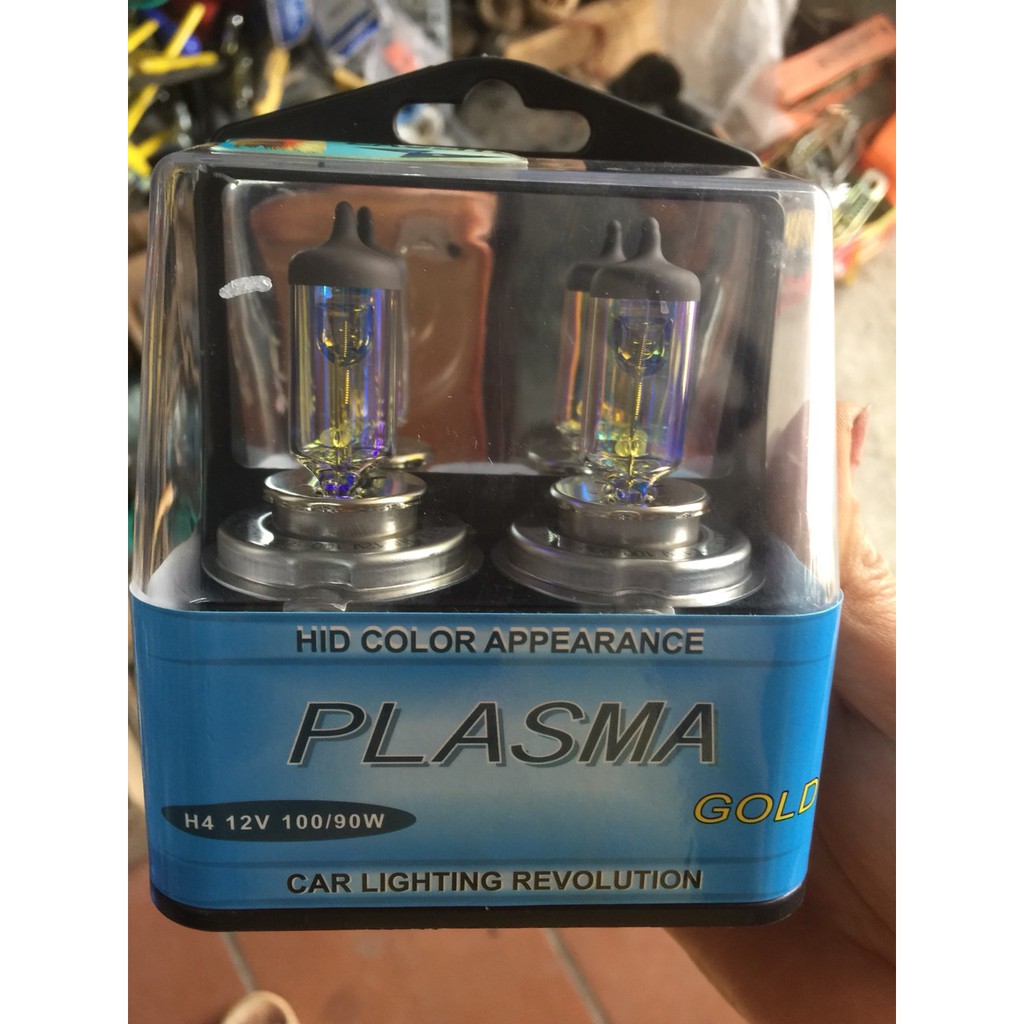 HID COLOR APPEARANCE
PLASMA
GOLD
H4 12V 100/90W
CAR LIGHTING REVOLUTION